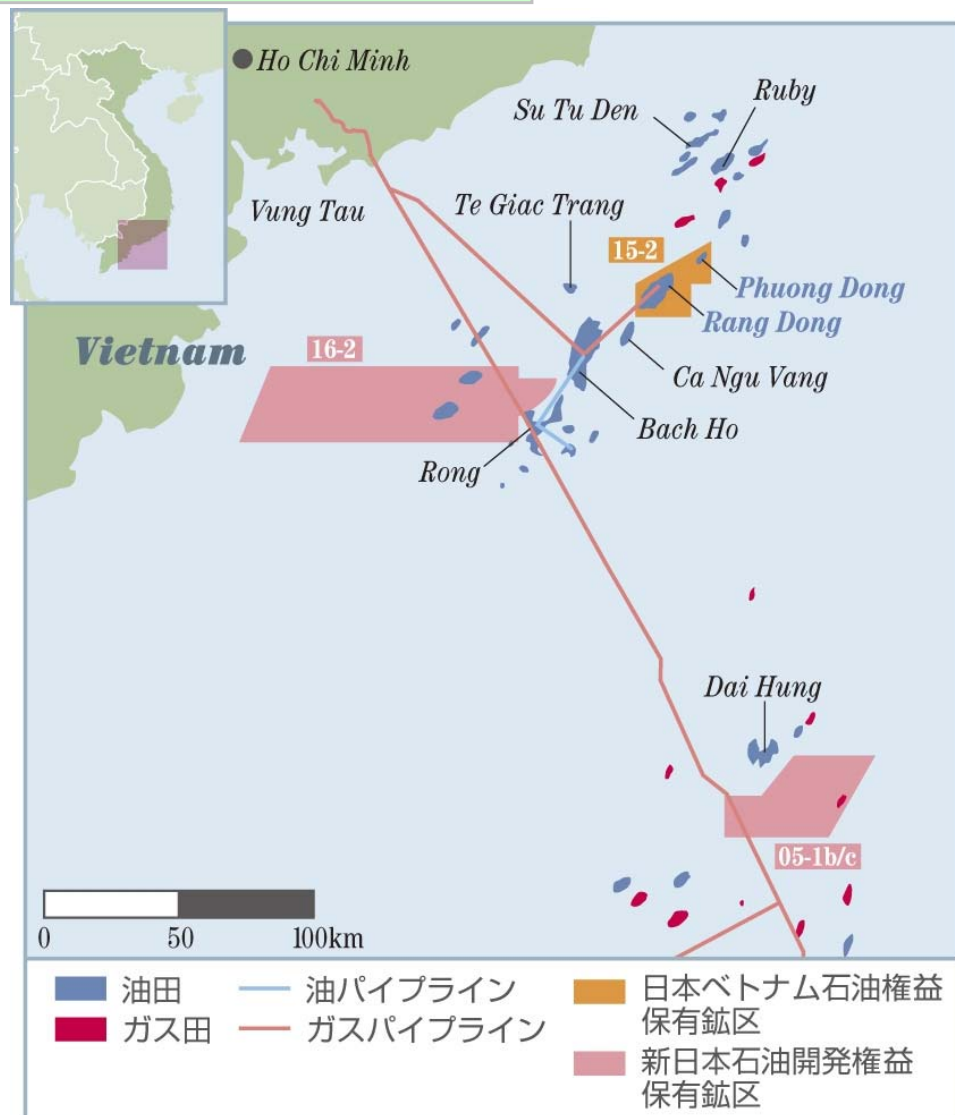 Ho Chi Minh
Su Tu Den
Ruby
Vung Tau
Te Giac Trang
15-2
Phuong Dong
Rang Dong
Vietnam
16-2
Ca Ngu Vang
Bach Ho
Rong
Dai Hung
05-1b/c
0 50 100km
油田
油パイプライン
日本ベトナム石油権益
保有鉱区
ガス田
ガスパイプライン
新日本石油開発権益
保有鉱区